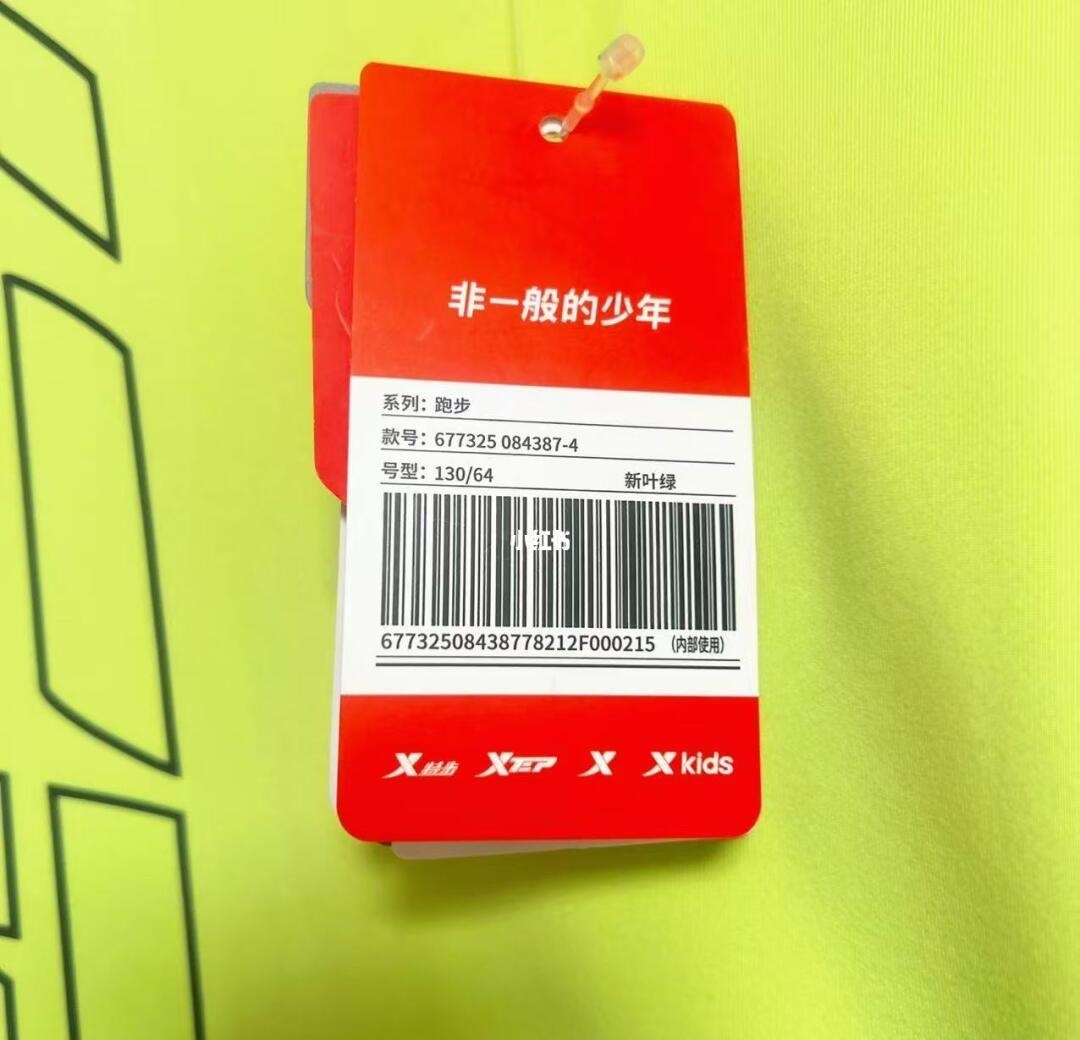 非一般的少年
系列：跑步
款号：677325 084387-4
号型：130/64 新叶绿
小红书
67732508438778212F000215（内部使用）
X特步 XTEP X X kids